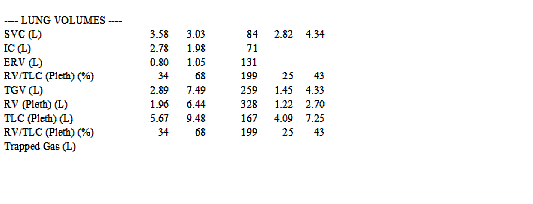 ---- LUNG VOLUMES ----
SVC (L) 3.58 3.03 84 2.82 4.34
IC (L) 2.78 1.98 71
ERV (L) 0.80 1.05 131
RV/TLC (Pleth) (%) 34 68 199 25 43
TGV (L) 2.89 7.49 259 1.45 4.33
RV (Pleth) (L) 1.96 6.44 328 1.22 2.70
TLC (Pleth) (L) 5.67 9.48 167 4.09 7.25
RV/TLC (Pleth) (%) 34 68 199 25 43
Trapped Gas (L)